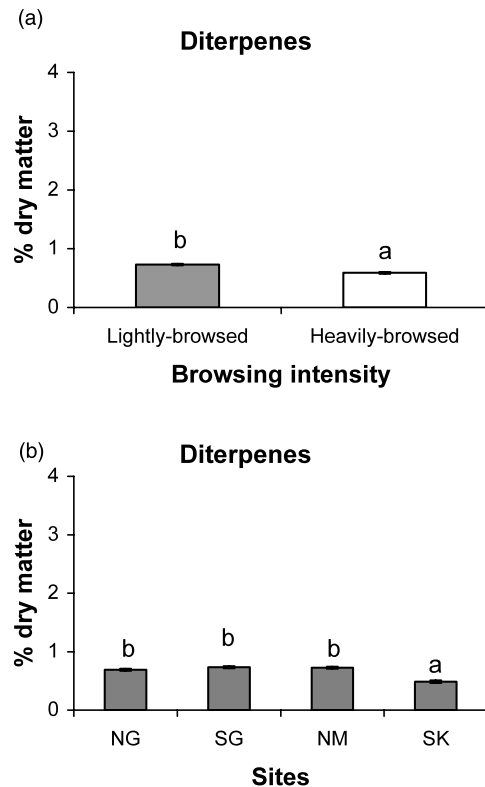 (a)
Diterpenes
4
3
2
1
0
% dry matter
b
a
Lightly-browsed Heavily-browsed
Browsing intensity
(b)
Diterpenes
4
3
2
1
0
% dry matter
b b b a
NG SG NM SK
Sites